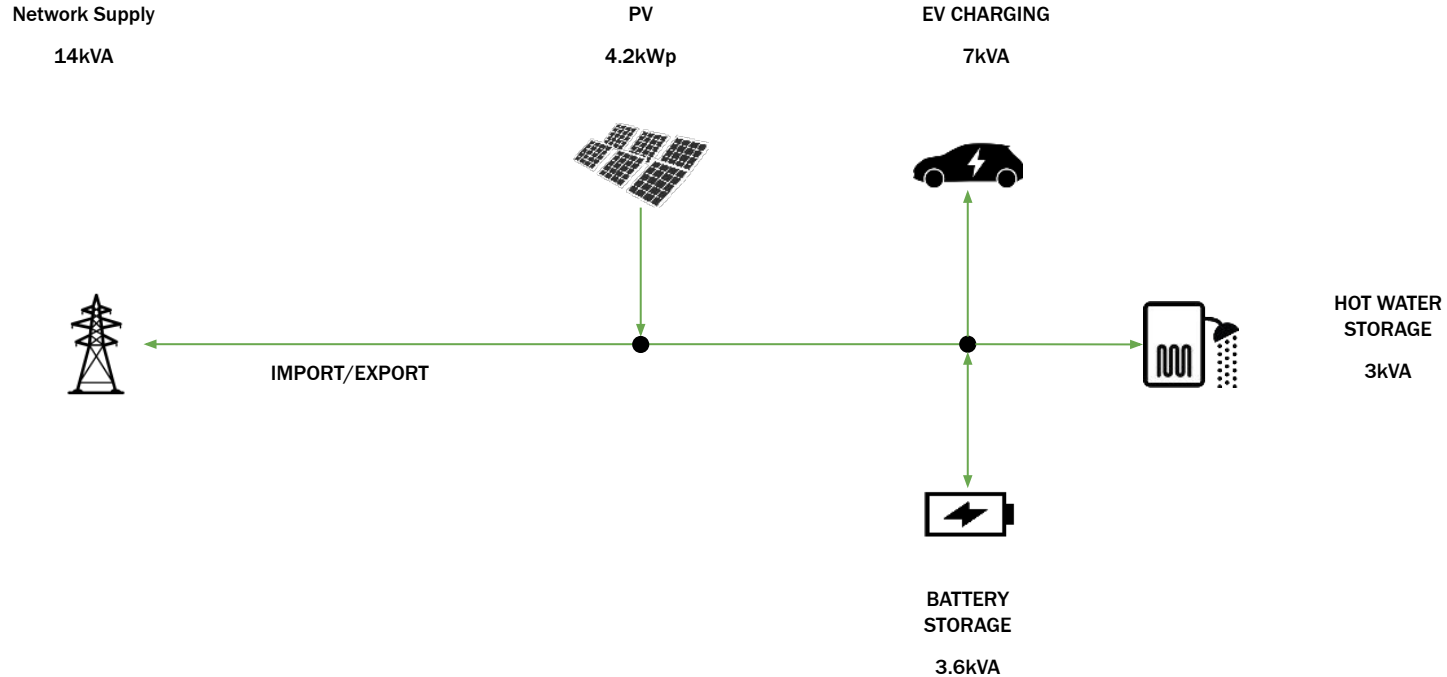 Network Supply
14kVA
PV
4.2kWp
EV CHARGING
7kVA
IMPORT/EXPORT
HOT WATER
STORAGE
3kVA
BATTERY
STORAGE
3.6kVA